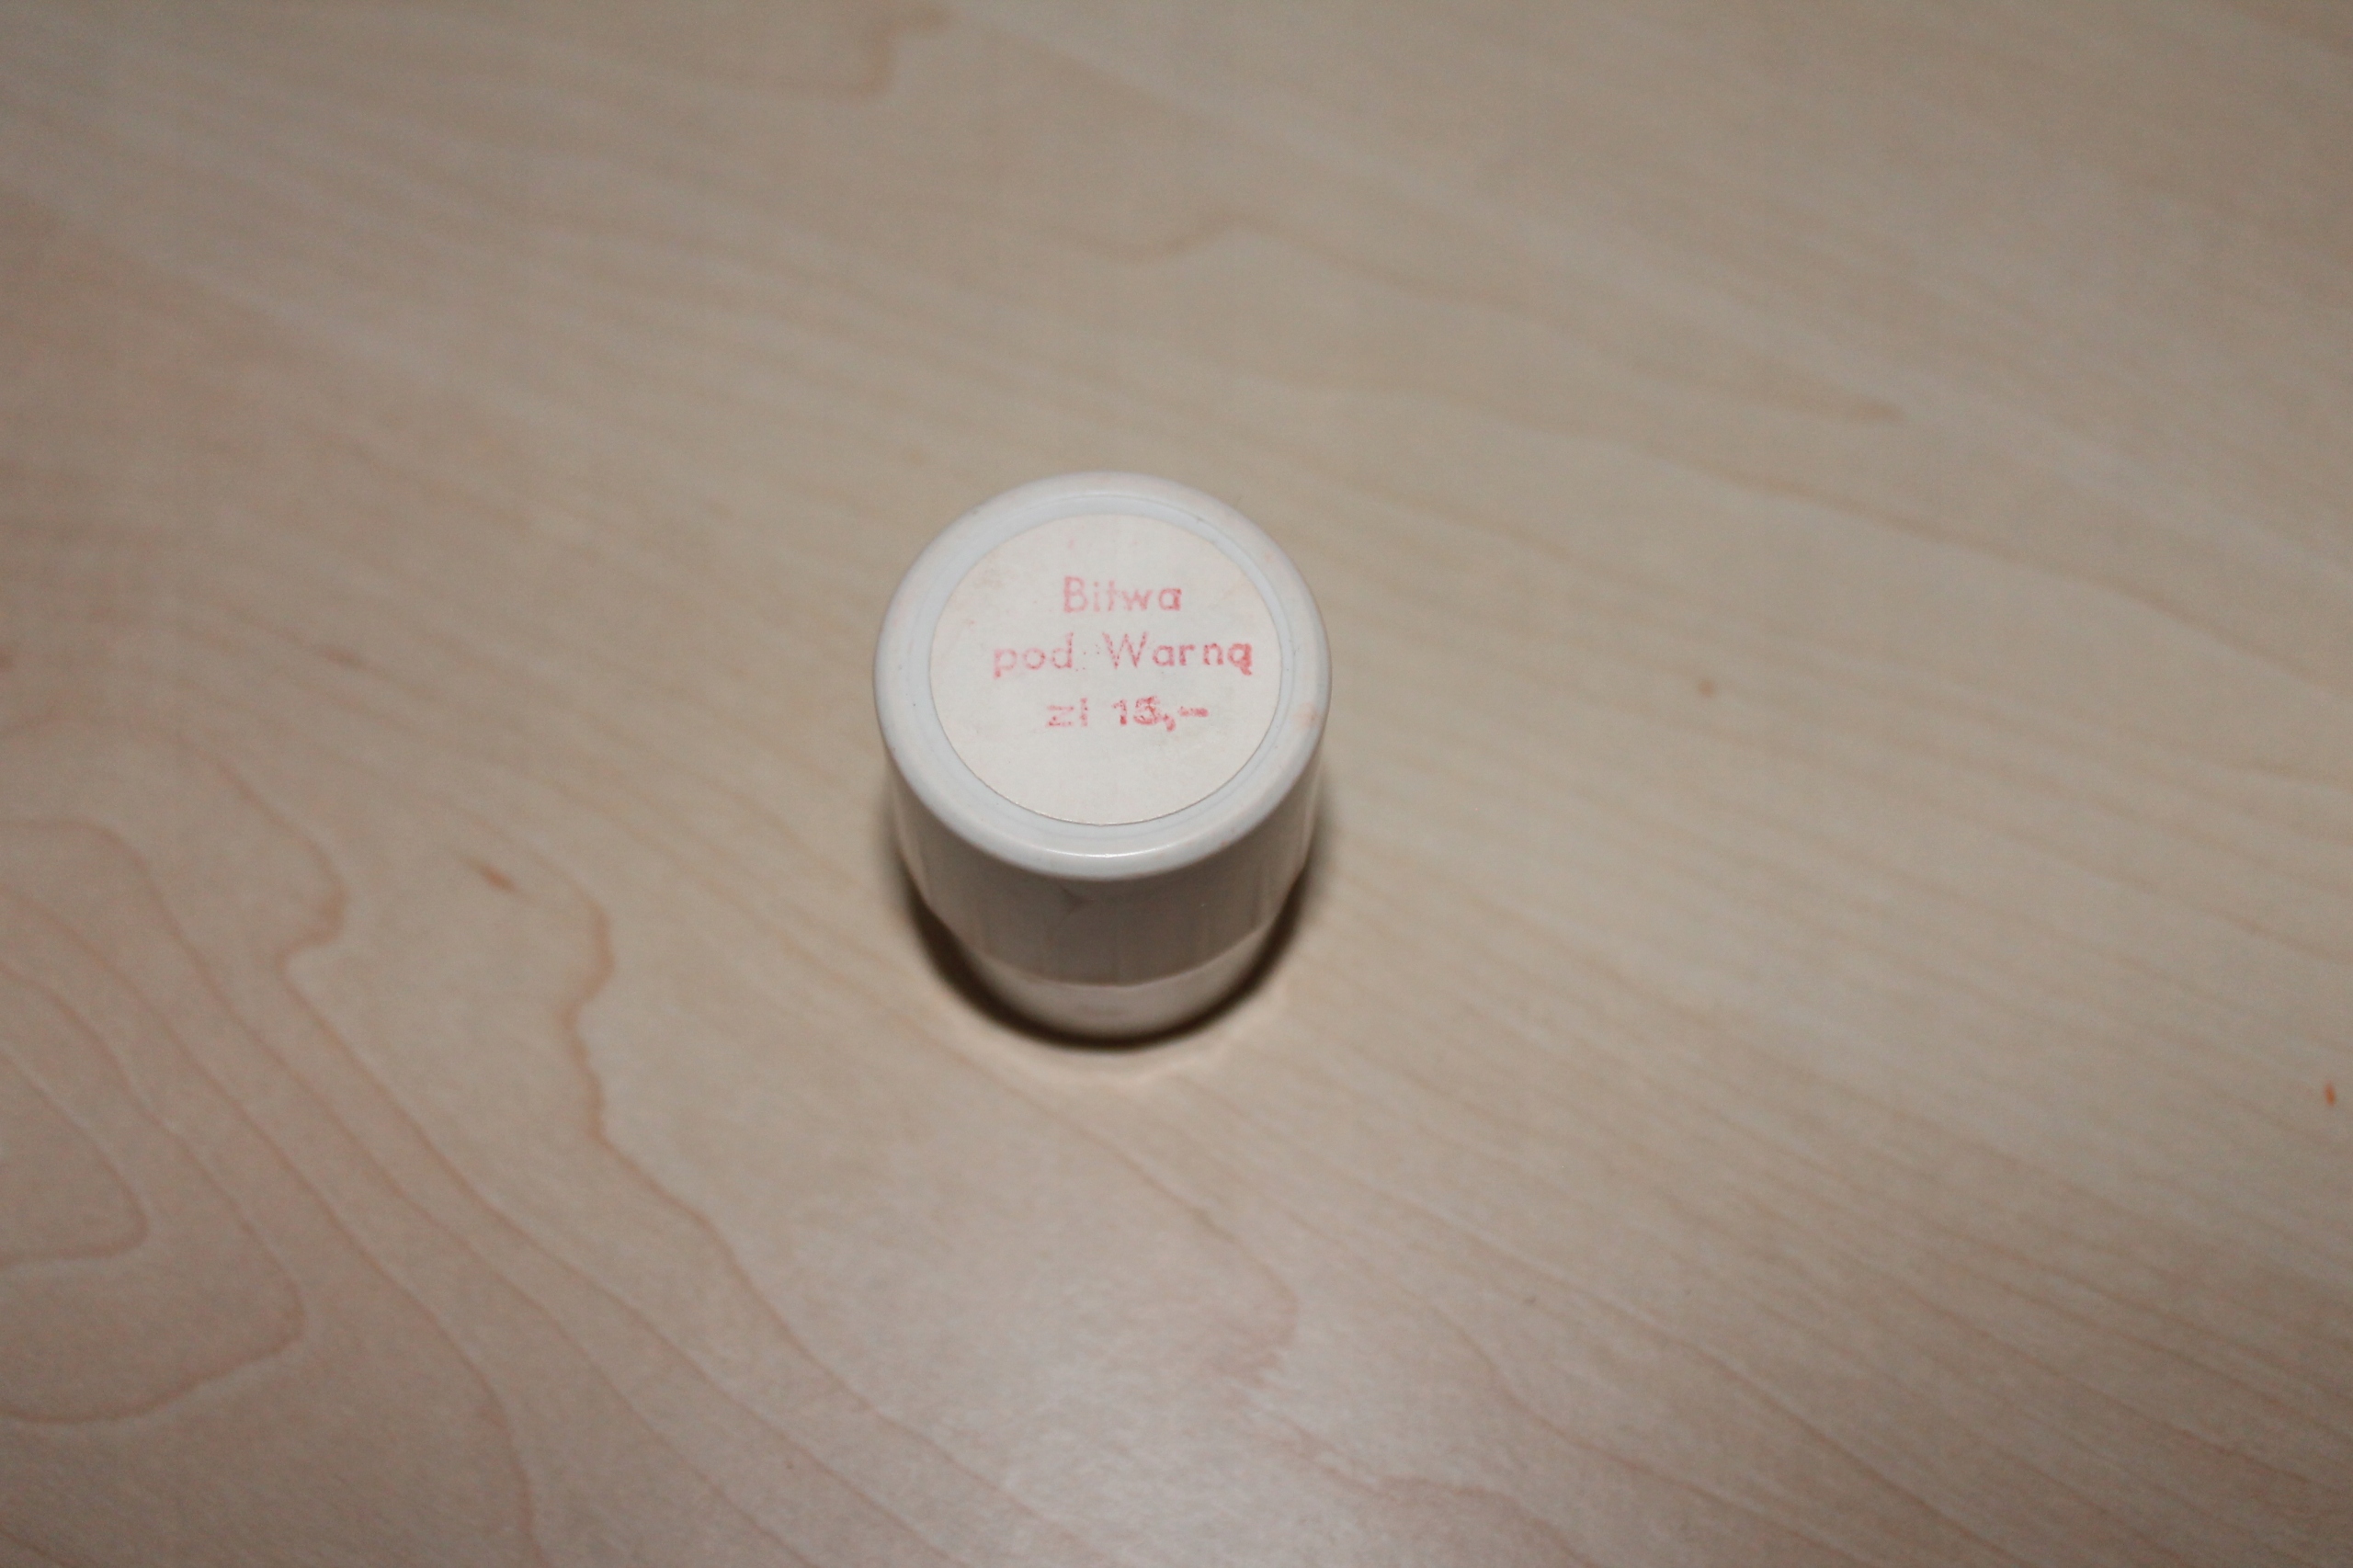 Bitwa
pod Warną
zł 15,-